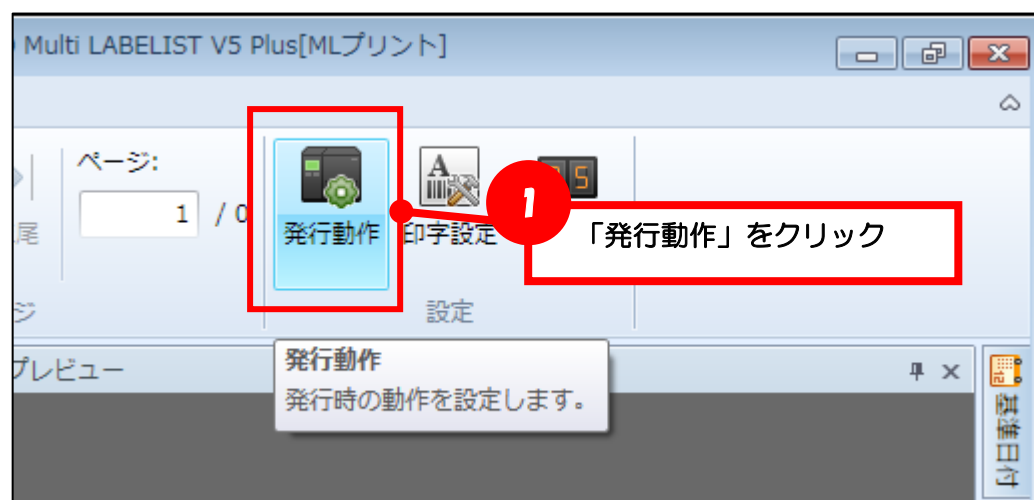 Multi LABELIST V5 Plus[MLプリント]
ページ:
1 / 0
尾
発行動作
印字設定
5
1
「発行動作」をクリック
ジ
設定
プレビュー
発行動作
発行時の動作を設定します。
12
基準日付